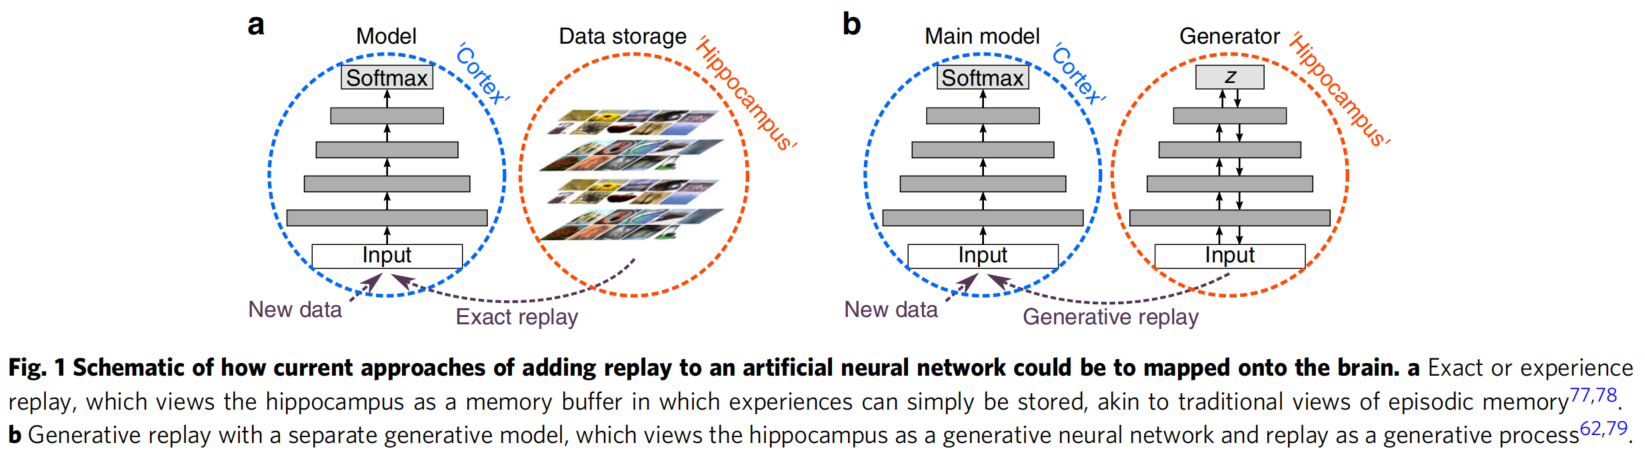 a
Model
'Cortex'
Softmax
Input
New data
Data storage
'Hippocampus'
Exact replay
b
Main model
'Cortex'
Softmax
Input
New data
Generator
'Hippocampus'
z
Input
Generative replay
Fig. 1 Schematic of how current approaches of adding replay to an artificial neural network could be to mapped onto the brain. a Exact or experience
replay, which views the hippocampus as a memory buffer in which experiences can simply be stored, akin to traditional views of episodic memory77,78.
b Generative replay with a separate generative model, which views the hippocampus as a generative neural network and replay as a generative process62,79.